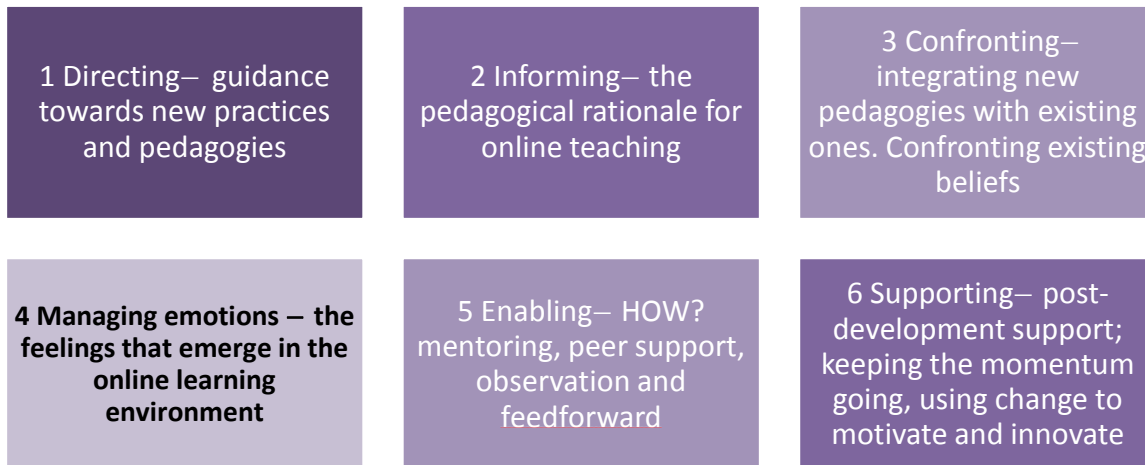 1 Directing– guidance
towards new practices
and pedagogies
2 Informing– the
pedagogical rationale for
online teaching
3 Confronting–
integrating new
pedagogies with existing
ones. Confronting existing
beliefs
4 Managing emotions – the
feelings that emerge in the
online learning
environment
5 Enabling– HOW?
mentoring, peer support,
observation and
feedforward
6 Supporting– post-
development support;
keeping the momentum
going, using change to
motivate and innovate